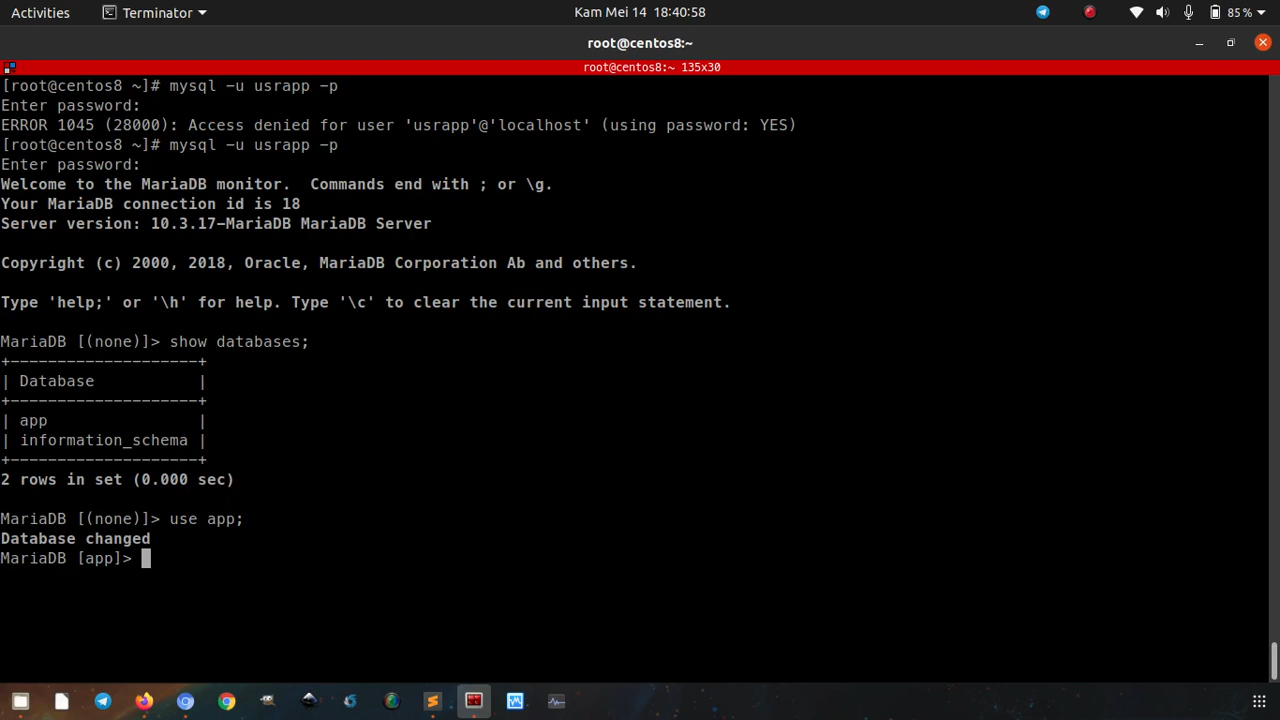 Activities
Terminator
Kam Mei 14 18:40:58
85 %
root@centos8:~
root@centos8:~ 135x30
[root@centos8 ~]# mysql -u usrapp -p
Enter password:
ERROR 1045 (28000): Access denied for user 'usrapp'@'localhost' (using password: YES)
[root@centos8 ~]# mysql -u usrapp -p
Enter password:
Welcome to the MariaDB monitor.  Commands end with ; or \g.
Your MariaDB connection id is 18
Server version: 10.3.17-MariaDB MariaDB Server
Copyright (c) 2000, 2018, Oracle, MariaDB Corporation Ab and others.
Type 'help;' or '\h' for help. Type '\c' to clear the current input statement.
MariaDB [(none)]> show databases;
+--------------------+
| Database           |
+--------------------+
| app                |
| information_schema |
+--------------------+
2 rows in set (0.000 sec)
MariaDB [(none)]> use app;
Database changed
MariaDB [app]>